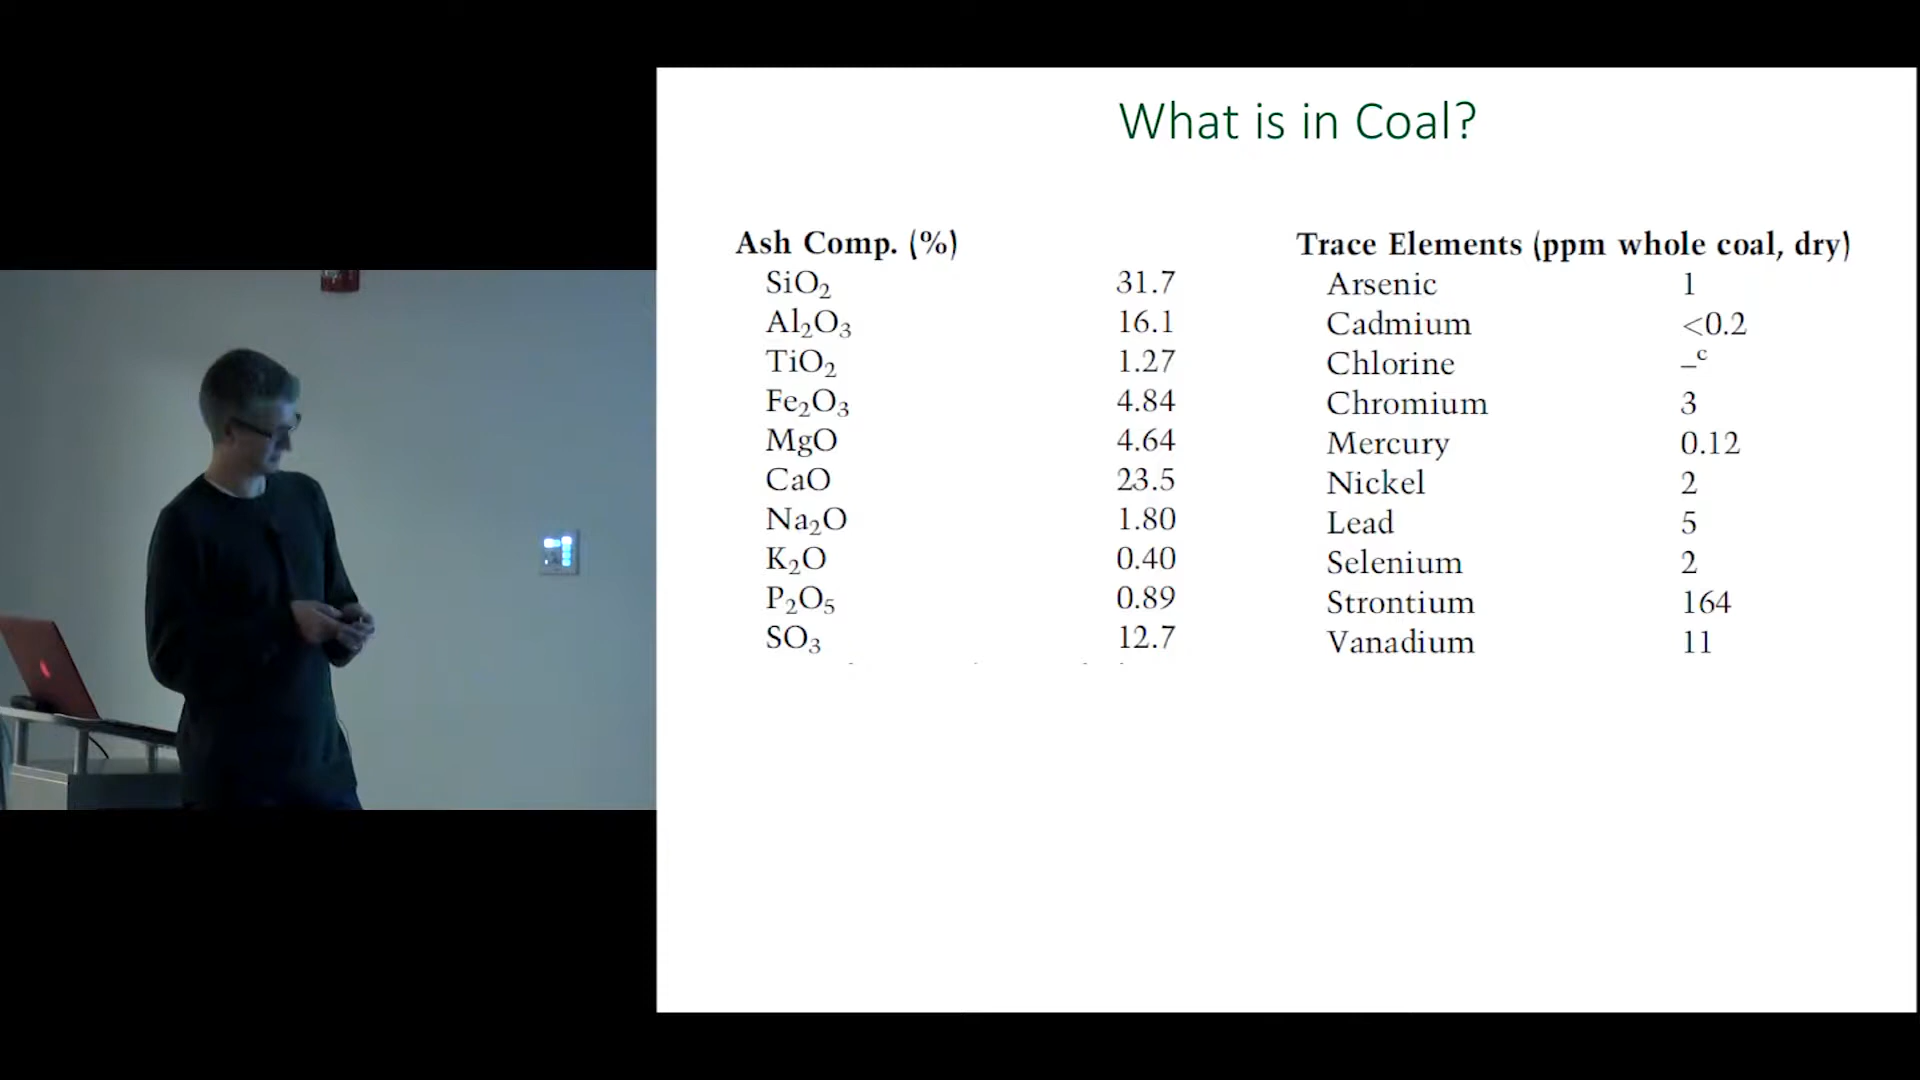 What is in Coal?
Ash Comp. (%)
SiO₂ 31.7
Al₂O₃ 16.1
TiO₂ 1.27
Fe₂O₃ 4.84
MgO 4.64
CaO 23.5
Na₂O 1.80
K₂O 0.40
P₂O₅ 0.89
SO₃ 12.7
Trace Elements (ppm whole coal, dry)
Arsenic 1
Cadmium <0.2
Chlorine –ᶜ
Chromium 3
Mercury 0.12
Nickel 2
Lead 5
Selenium 2
Strontium 164
Vanadium 11